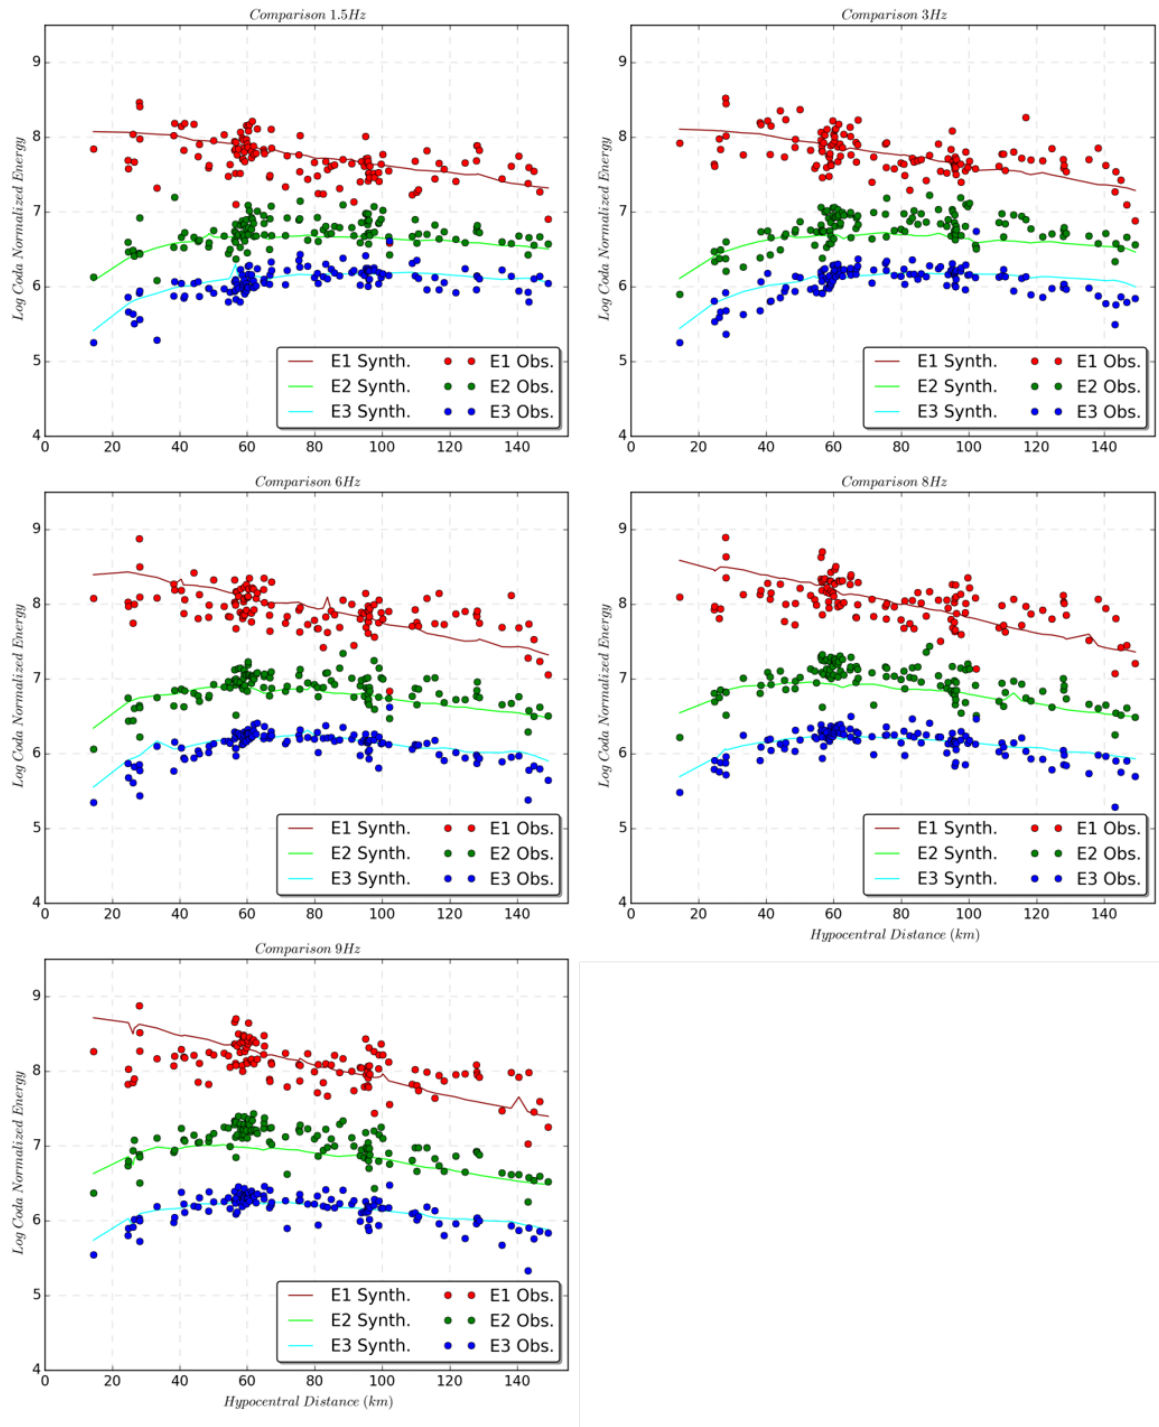 Comparison 1.5Hz
Log Coda Normalized Energy
9
8
7
6
5
4
0 20 40 60 80 100 120 140
E1 Synth. E1 Obs.
E2 Synth. E2 Obs.
E3 Synth. E3 Obs.
Comparison 3Hz
Log Coda Normalized Energy
9
8
7
6
5
4
0 20 40 60 80 100 120 140
E1 Synth. E1 Obs.
E2 Synth. E2 Obs.
E3 Synth. E3 Obs.
Comparison 6Hz
Log Coda Normalized Energy
9
8
7
6
5
4
0 20 40 60 80 100 120 140
E1 Synth. E1 Obs.
E2 Synth. E2 Obs.
E3 Synth. E3 Obs.
Comparison 8Hz
Log Coda Normalized Energy
9
8
7
6
5
4
0 20 40 60 80 100 120 140
E1 Synth. E1 Obs.
E2 Synth. E2 Obs.
E3 Synth. E3 Obs.
Hypocentral Distance (km)
Comparison 9Hz
Log Coda Normalized Energy
9
8
7
6
5
4
0 20 40 60 80 100 120 140
E1 Synth. E1 Obs.
E2 Synth. E2 Obs.
E3 Synth. E3 Obs.
Hypocentral Distance (km)